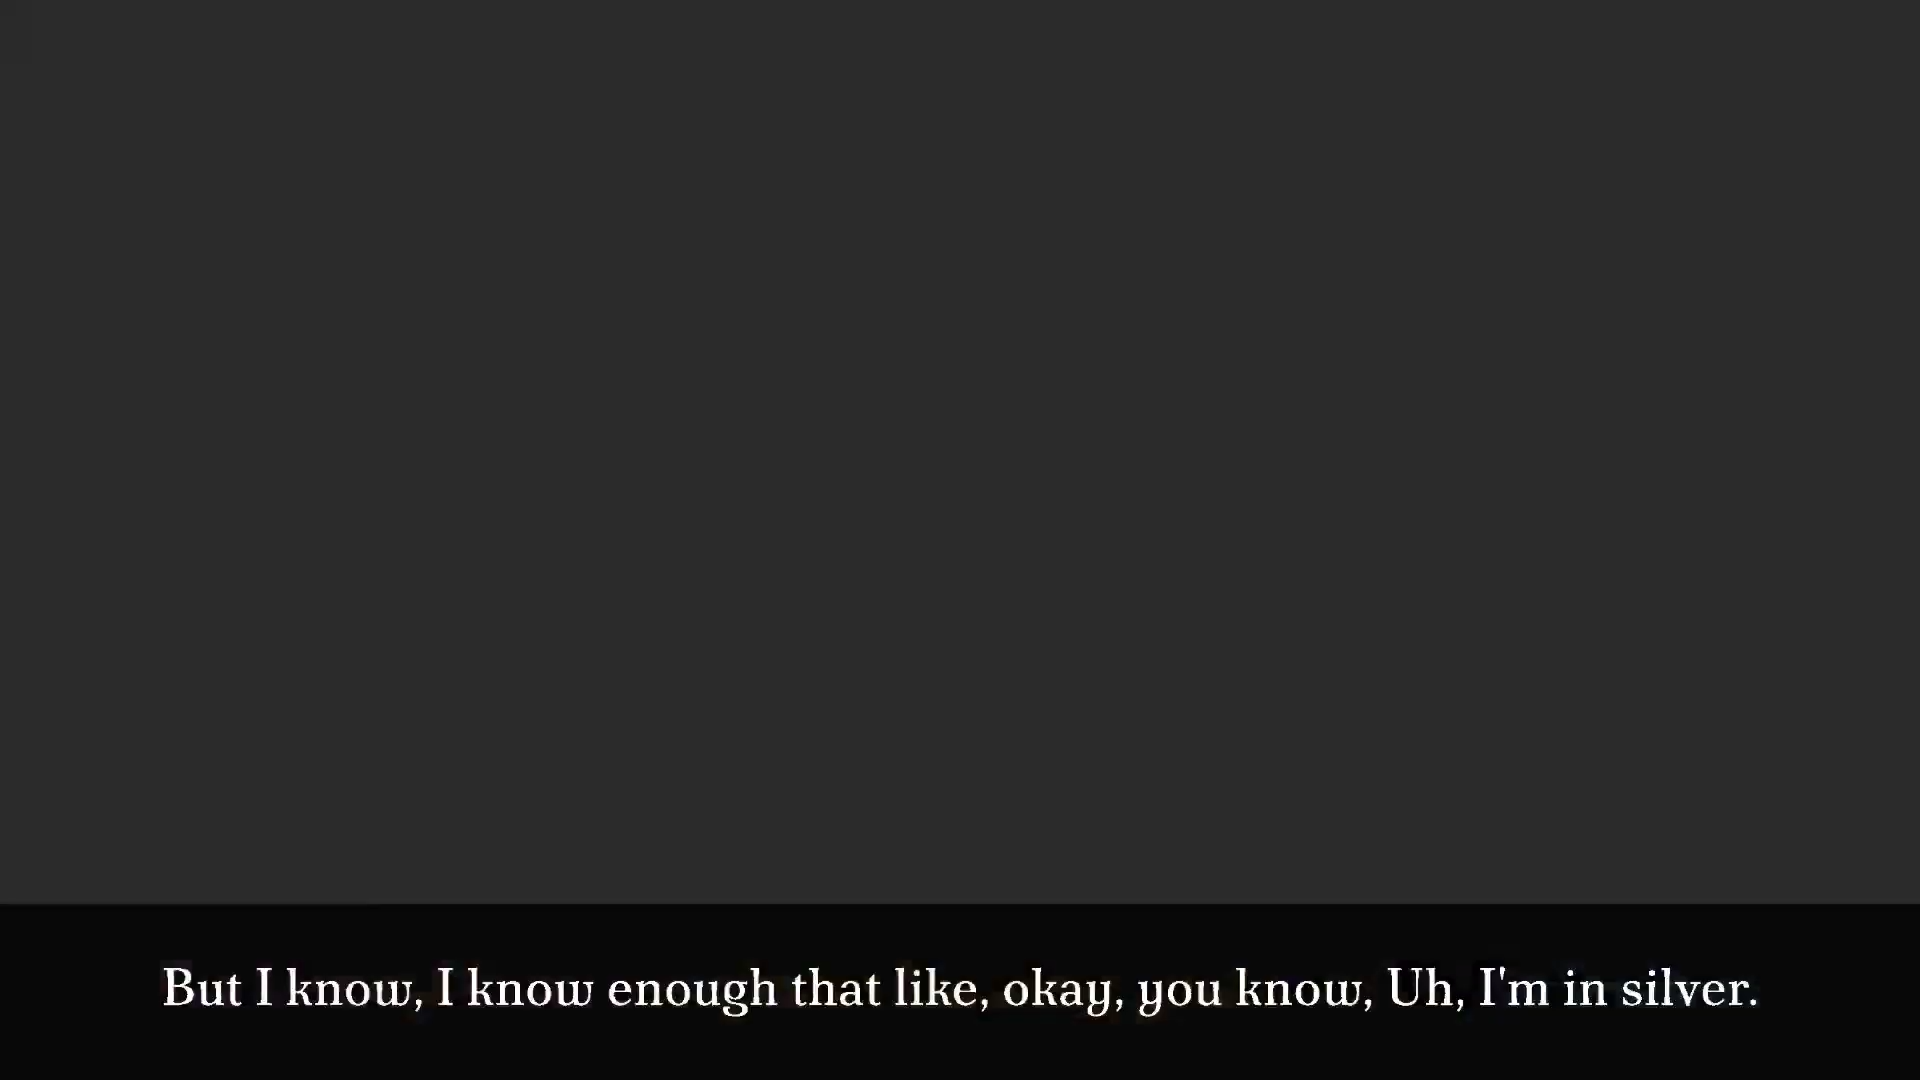 But I know, I know enough that like, okay, you know, Uh, I'm in silver.